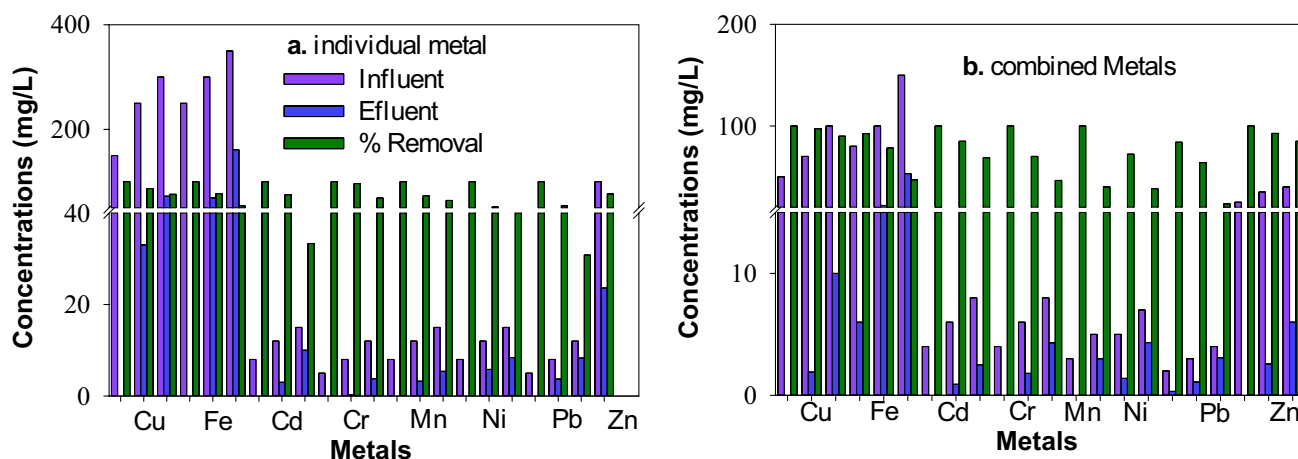 400
200
40
20
0
Concentrations (mg/L)
a. individual metal
Influent
Efluent
% Removal
Cu Fe Cd Cr Mn Ni Pb Zn
Metals
200
100
10
0
Concentrations (mg/L)
b. combined Metals
Cu Fe Cd Cr Mn Ni Pb Zn
Metals